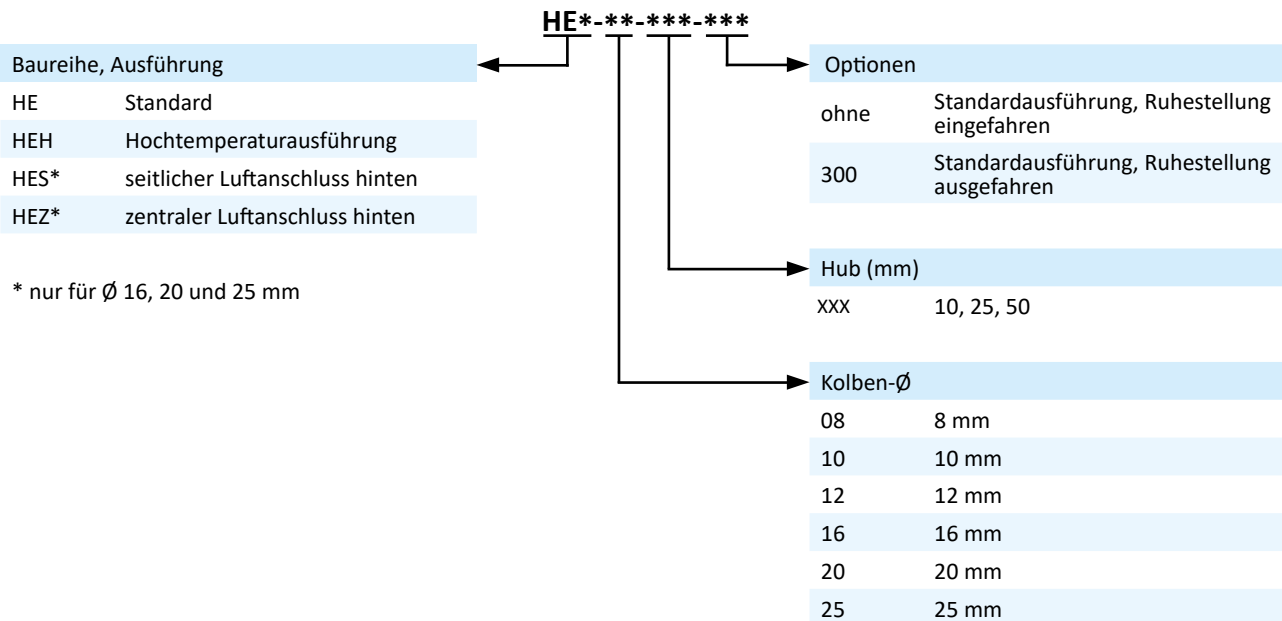 HE*-**-***-***
Baureihe, Ausführung
HE Standard
HEH Hochtemperaturausführung
HES* seitlicher Luftanschluss hinten
HEZ* zentraler Luftanschluss hinten
* nur für Ø 16, 20 und 25 mm
Optionen
ohne Standardausführung, Ruhestellung
eingefahren
300 Standardausführung, Ruhestellung
ausgefahren
Hub (mm)
XXX 10, 25, 50
Kolben-Ø
08 8 mm
10 10 mm
12 12 mm
16 16 mm
20 20 mm
25 25 mm